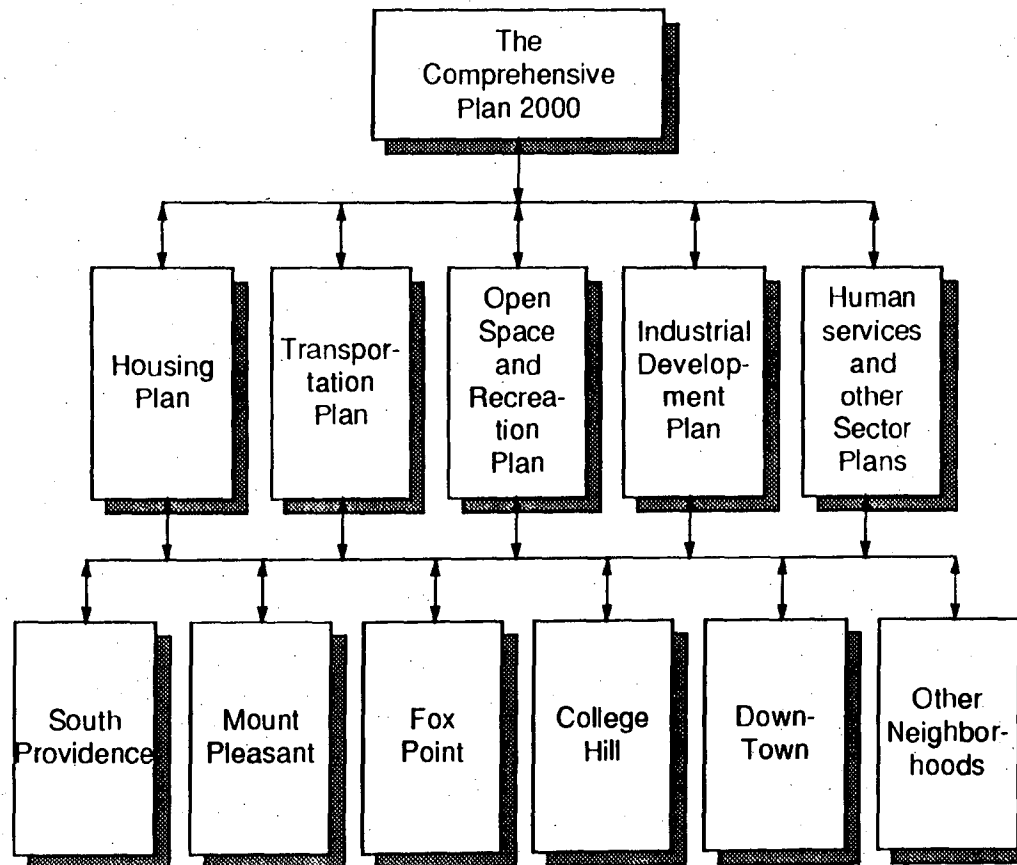 The
Comprehensive
Plan 2000
Housing
Plan
Transpor-
tation
Plan
Open
Space
and
Recrea-
tion
Plan
Industrial
Develop-
ment
Plan
Human
services
and
other
Sector
Plans
South
Providence
Mount
Pleasant
Fox
Point
College
Hill
Down-
Town
Other
Neighbor-
hoods